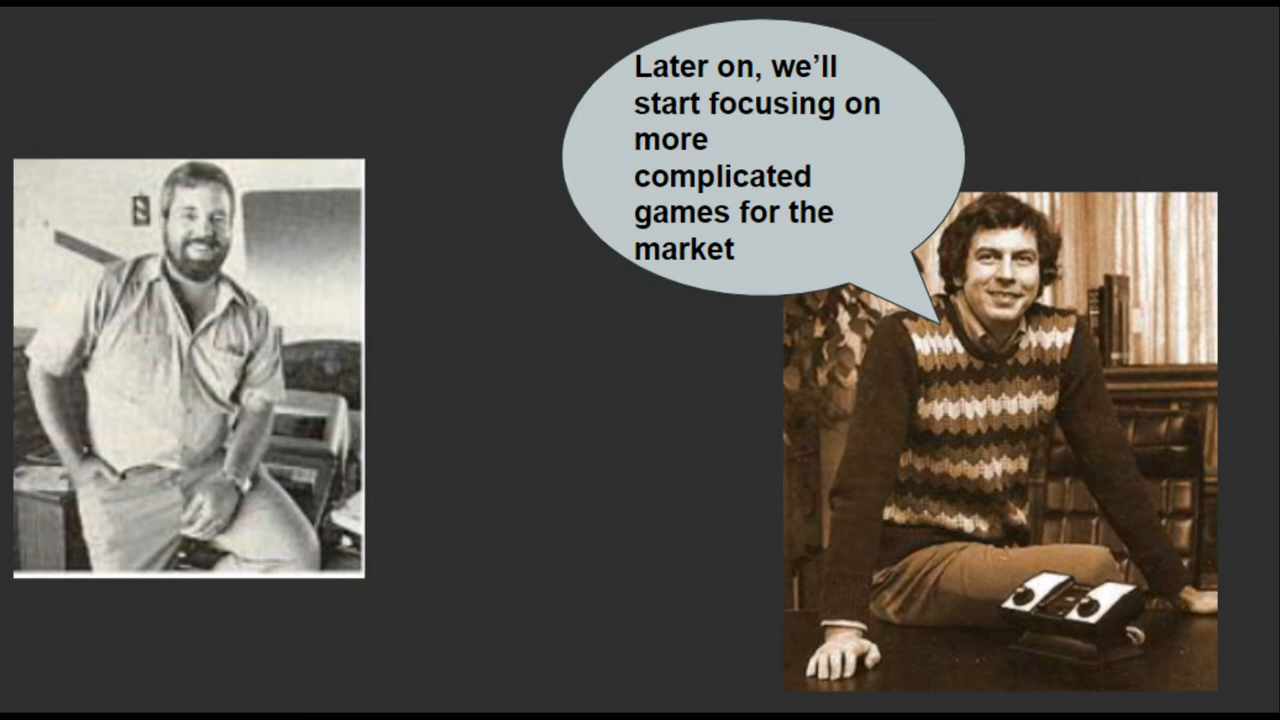 Later on, we’ll
start focusing on
more
complicated
games for the
market